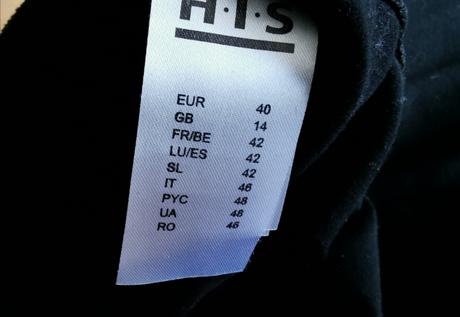 H·I·S
EUR 40
GB 14
FR/BE 42
LU/ES 42
SL 42
IT 46
PYC 48
UA 48
RO 46